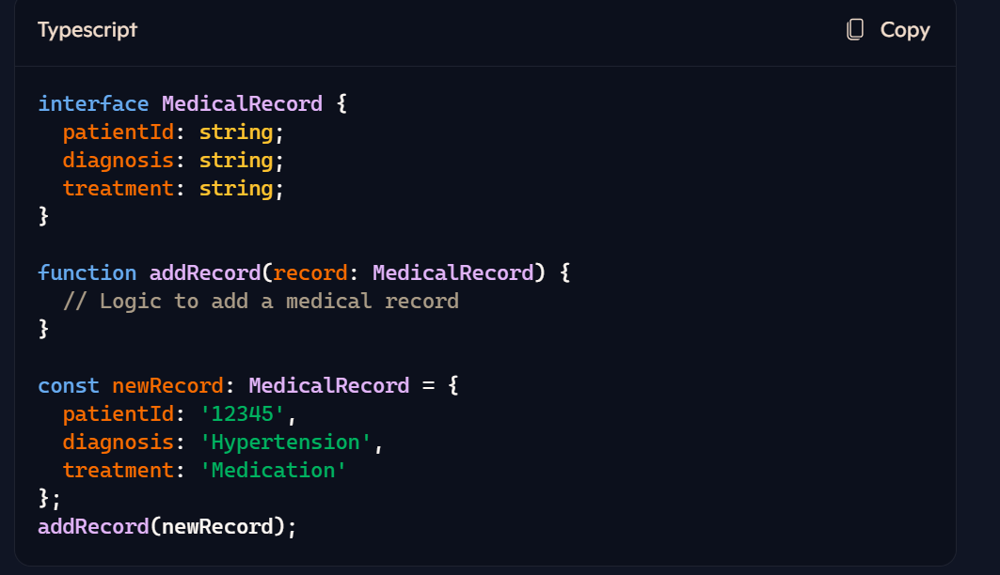 Typescript
Copy
interface MedicalRecord {
  patientId: string;
  diagnosis: string;
  treatment: string;
}

function addRecord(record: MedicalRecord) {
  // Logic to add a medical record
}

const newRecord: MedicalRecord = {
  patientId: '12345',
  diagnosis: 'Hypertension',
  treatment: 'Medication'
};
addRecord(newRecord);